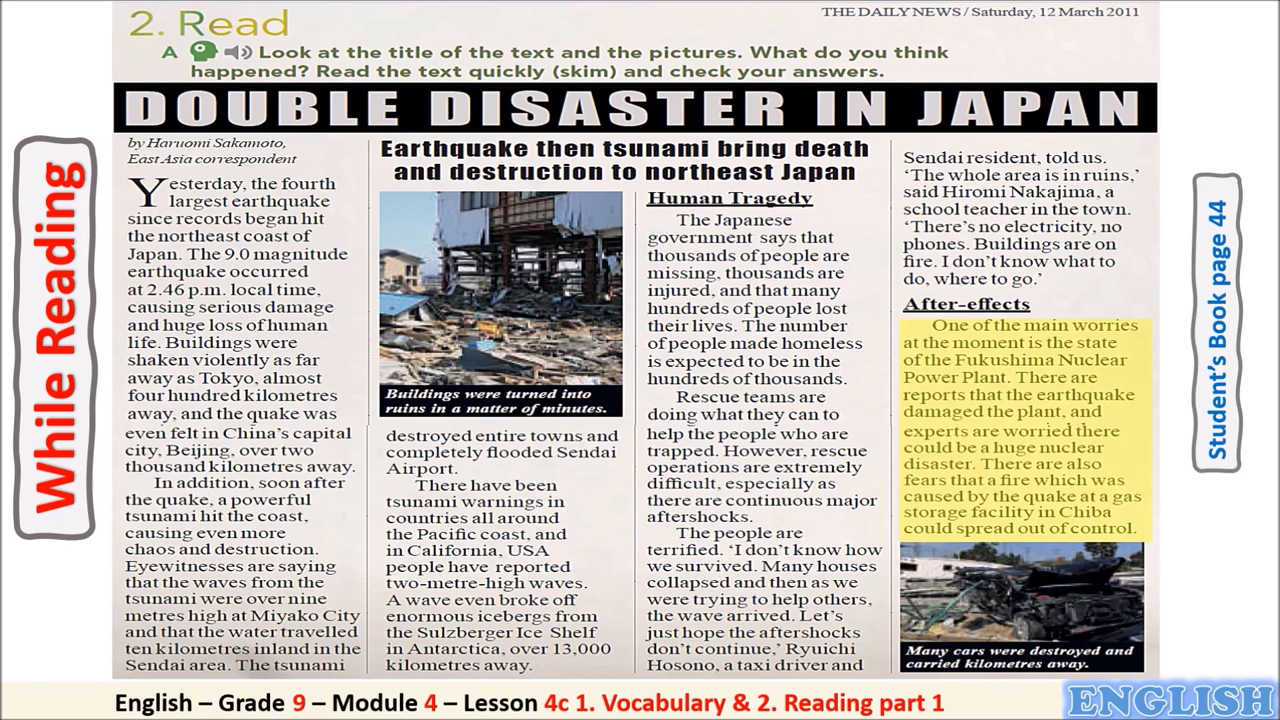 THE DAILY NEWS / Saturday, 12 March 2011
2. Read
A Look at the title of the text and the pictures. What do you think
happened? Read the text quickly (skim) and check your answers.
DOUBLE DISASTER IN JAPAN
by Haruomi Sakamoto,
East Asia correspondent
Yesterday, the fourth
largest earthquake
since records began hit
the northeast coast of
Japan. The 9.0 magnitude
earthquake occurred
at 2.46 p.m. local time,
causing serious damage
and huge loss of human
life. Buildings were
shaken violently as far
away as Tokyo, almost
four hundred kilometres
away, and the quake was
even felt in China's capital
city, Beijing, over two
thousand kilometres away.
In addition, soon after
the quake, a powerful
tsunami hit the coast,
causing even more
chaos and destruction.
Eyewitnesses are saying
that the waves from the
tsunami were over nine
metres high at Miyako City
and that the water travelled
ten kilometres inland in the
Sendai area. The tsunami
Earthquake then tsunami bring death
and destruction to northeast Japan
Buildings were turned into
ruins in a matter of minutes.
destroyed entire towns and
completely flooded Sendai
Airport.
There have been
tsunami warnings in
countries all around
the Pacific coast, and
in California, USA
people have reported
two-metre-high waves.
A wave even broke off
enormous icebergs from
the Sulzberger Ice Shelf
in Antarctica, over 13,000
kilometres away.
Human Tragedy
The Japanese
government says that
thousands of people are
missing, thousands are
injured, and that many
hundreds of people lost
their lives. The number
of people made homeless
is expected to be in the
hundreds of thousands.
Rescue teams are
doing what they can to
help the people who are
trapped. However, rescue
operations are extremely
difficult, especially as
there are continuous major
aftershocks.
The people are
terrified. 'I don't know how
we survived. Many houses
collapsed and then as we
were trying to help others,
the wave arrived. Let's
just hope the aftershocks
don't continue,' Ryuichi
Hosono, a taxi driver and
Sendai resident, told us.
'The whole area is in ruins,'
said Hiromi Nakajima, a
school teacher in the town.
'There's no electricity, no
phones. Buildings are on
fire. I don't know what to
do, where to go.'
After-effects
One of the main worries
at the moment is the state
of the Fukushima Nuclear
Power Plant. There are
reports that the earthquake
damaged the plant, and
experts are worried there
could be a huge nuclear
disaster. There are also
fears that a fire which was
caused by the quake at a gas
storage facility in Chiba
could spread out of control.
Many cars were destroyed and
carried kilometres away.
While Reading
Student's Book page 44
English – Grade 9 – Module 4 – Lesson 4c 1. Vocabulary & 2. Reading part 1
ENGLISH